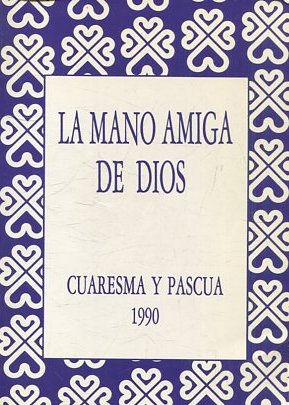 LA MANO AMIGA
DE DIOS
CUARESMA Y PASCUA
1990